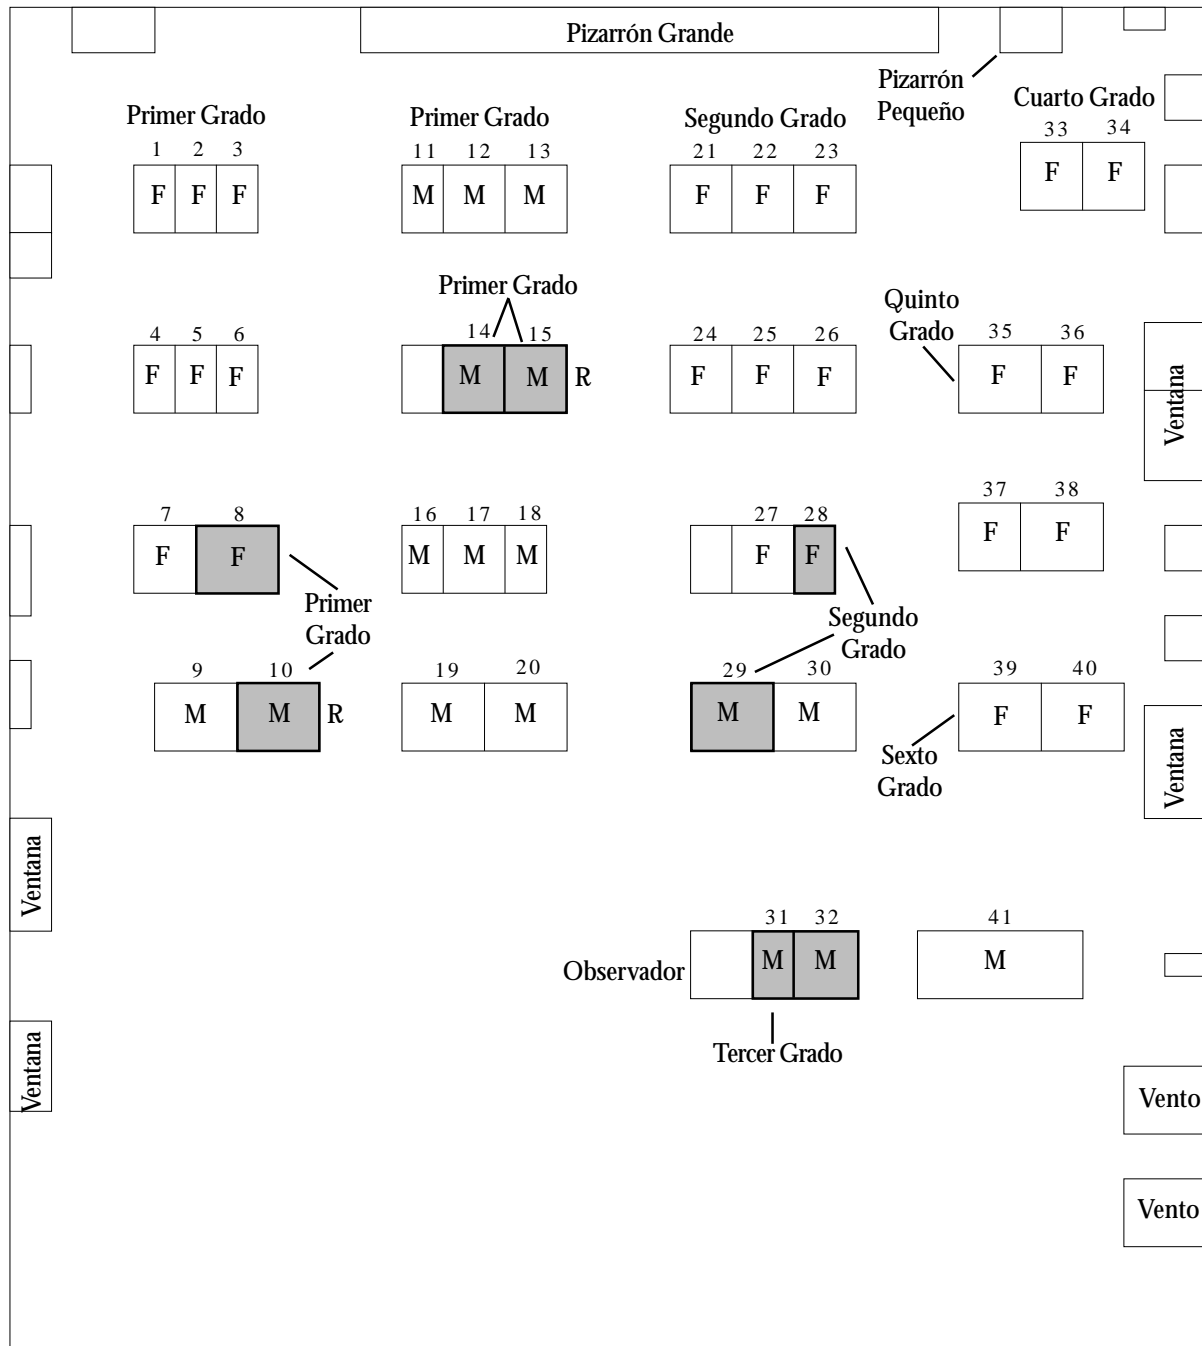 Pizarrón Grande
Pizarrón
Pequeño
Primer Grado
Primer Grado
Segundo Grado
Cuarto Grado
1 2 3
11 12 13
21 22 23
33 34
F F F
M M M
F F F
F F
Primer Grado
Quinto
Grado
4 5 6
14 15
24 25 26
35 36
F F F
M M R
F F F
F F
Ventana
7 8
16 17 18
27 28
37 38
F F
M M M
F F
F F
Primer
Grado
Segundo
Grado
9 10
19 20
29 30
39 40
M M R
M M
M M
F F
Sexto
Grado
Ventana
Ventana
31 32
41
Observador
M M
M
Tercer Grado
Ventana
Vento
Vento